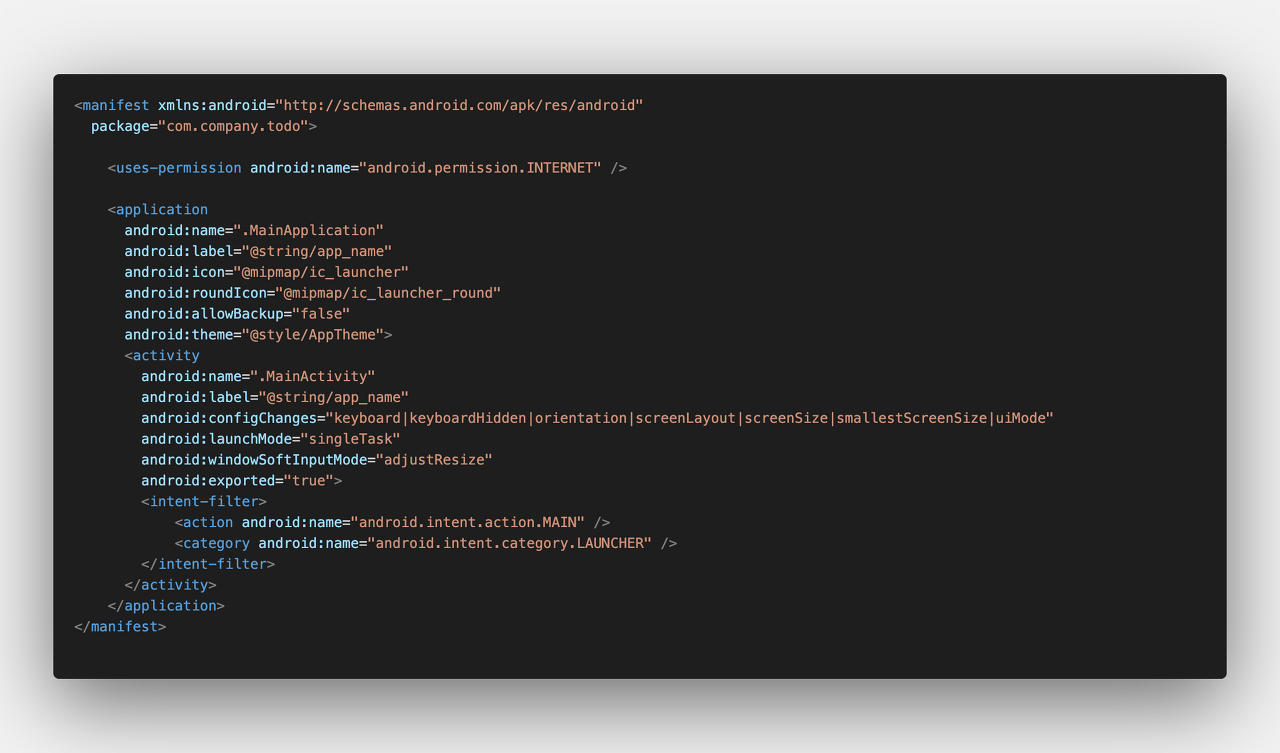 <manifest xmlns:android="http://schemas.android.com/apk/res/android"
  package="com.company.todo">

    <uses-permission android:name="android.permission.INTERNET" />

    <application
      android:name=".MainApplication"
      android:label="@string/app_name"
      android:icon="@mipmap/ic_launcher"
      android:roundIcon="@mipmap/ic_launcher_round"
      android:allowBackup="false"
      android:theme="@style/AppTheme">
      <activity
        android:name=".MainActivity"
        android:label="@string/app_name"
        android:configChanges="keyboard|keyboardHidden|orientation|screenLayout|screenSize|smallestScreenSize|uiMode"
        android:launchMode="singleTask"
        android:windowSoftInputMode="adjustResize"
        android:exported="true">
        <intent-filter>
            <action android:name="android.intent.action.MAIN" />
            <category android:name="android.intent.category.LAUNCHER" />
        </intent-filter>
      </activity>
    </application>
</manifest>